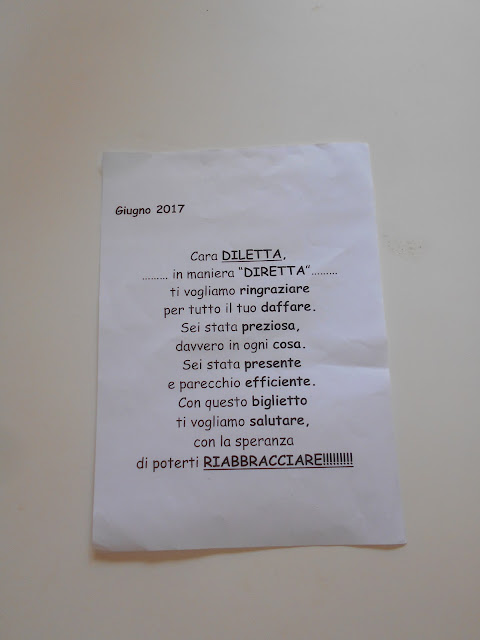 Giugno 2017
Cara DILETTA,
......... in maniera "DIRETTA".........
ti vogliamo ringraziare
per tutto il tuo daffare.
Sei stata preziosa,
davvero in ogni cosa.
Sei stata presente
e parecchio efficiente.
Con questo biglietto
ti vogliamo salutare,
con la speranza
di poterti RIABBRACCIARE!!!!!!!!!